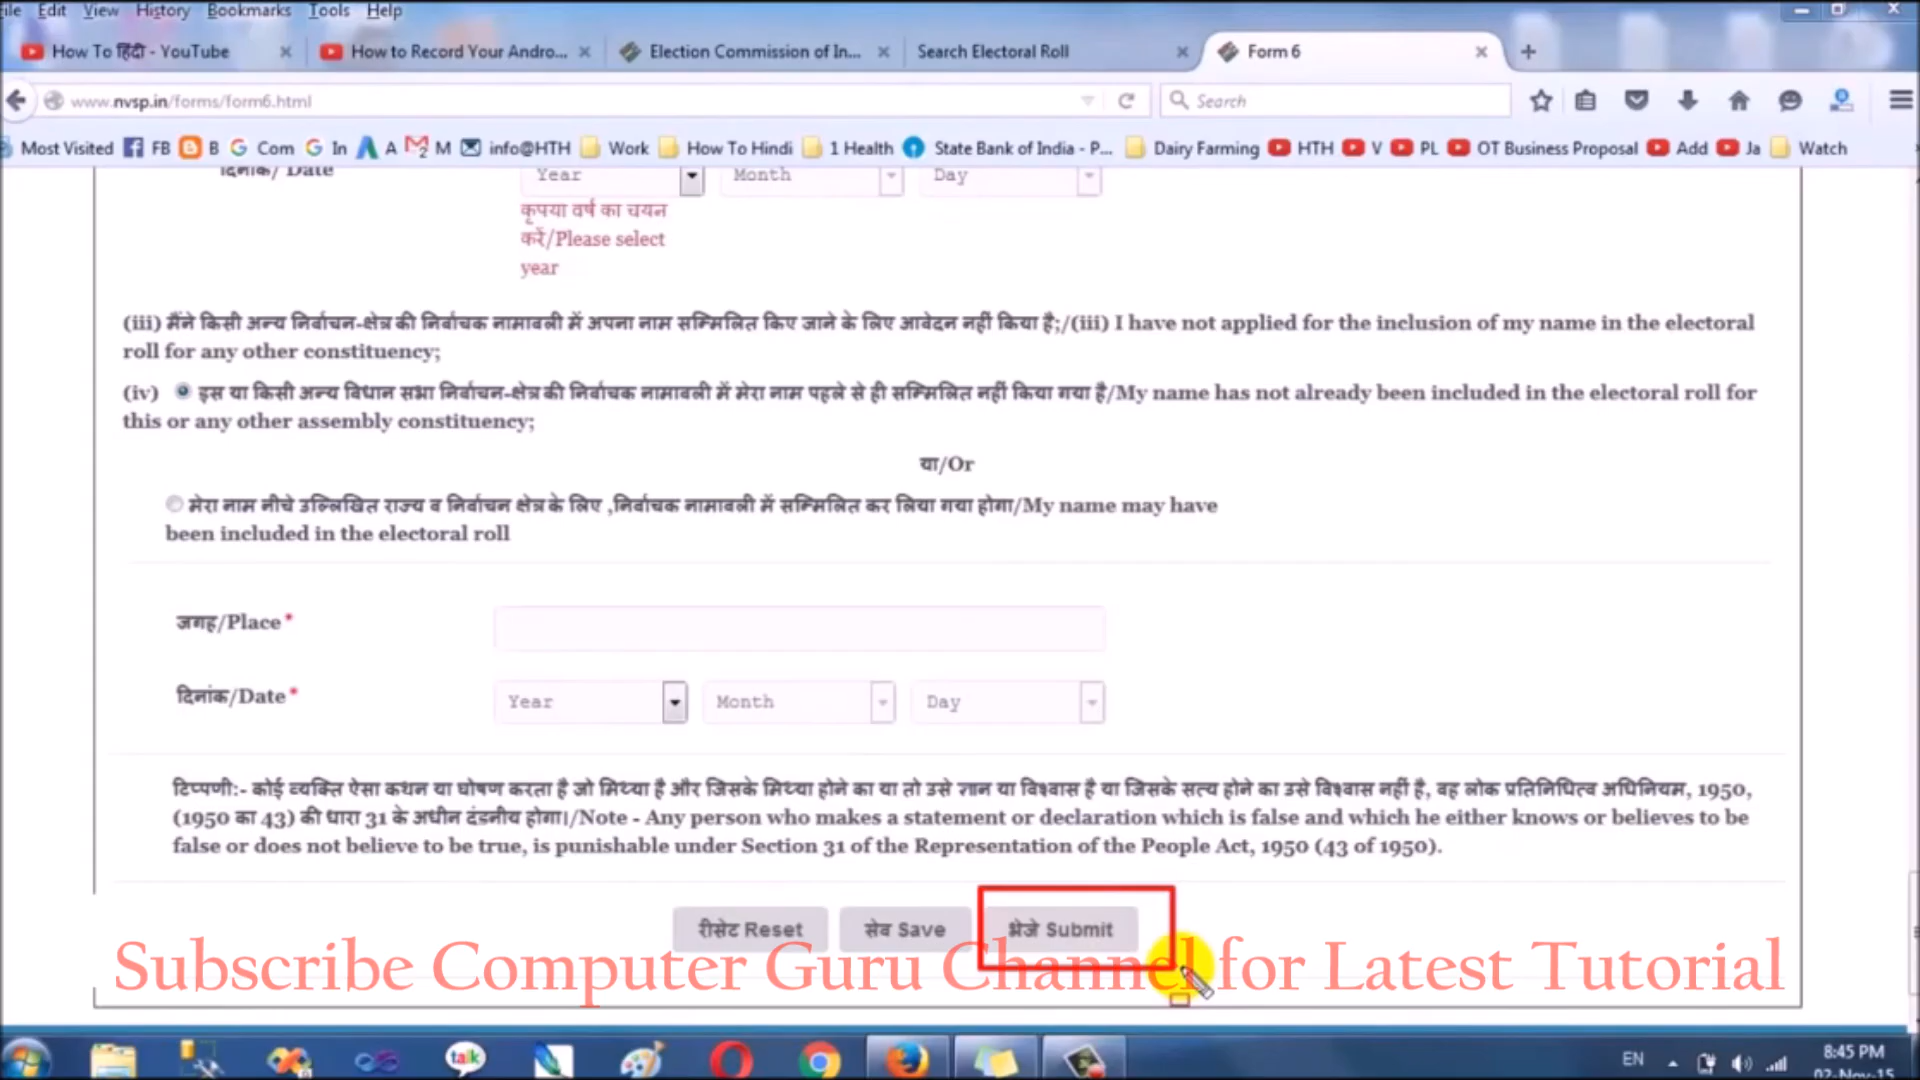 File Edit View History Bookmarks Tools Help
How To हिंदी - YouTube
How to Record Your Andro...
Election Commission of In...
Search Electoral Roll
Form 6
www.nvsp.in/forms/form6.html
Search
Most Visited FB B Com In A M info@HTH Work How To Hindi 1 Health State Bank of India - P... Dairy Farming HTH V PL OT Business Proposal Add Ja Watch
दिनांक/ Date Year Month Day
कृपया वर्ष का चयन
करें/Please select
year
(iii) मैंने किसी अन्य निर्वाचन-क्षेत्र की निर्वाचक नामावली में अपना नाम सम्मिलित किए जाने के लिए आवेदन नहीं किया है;/(iii) I have not applied for the inclusion of my name in the electoral
roll for any other constituency;
(iv) इस या किसी अन्य विधान सभा निर्वाचन-क्षेत्र की निर्वाचक नामावली में मेरा नाम पहले से ही सम्मिलित नहीं किया गया है/My name has not already been included in the electoral roll for
this or any other assembly constituency;
या/Or
मेरा नाम नीचे उल्लिखित राज्य व निर्वाचन क्षेत्र के लिए ,निर्वाचक नामावली में सम्मिलित कर लिया गया होगा/My name may have
been included in the electoral roll
जगह/Place *
दिनांक/Date * Year Month Day
टिप्पणी:- कोई व्यक्ति ऐसा कथन या घोषण करता है जो मिथ्या है और जिसके मिथ्या होने का या तो उसे ज्ञान या विश्वास है या जिसके सत्य होने का उसे विश्वास नहीं है, वह लोक प्रतिनिधित्व अधिनियम, 1950,
(1950 का 43) की धारा 31 के अधीन दंडनीय होगा।/Note - Any person who makes a statement or declaration which is false and which he either knows or believes to be
false or does not believe to be true, is punishable under Section 31 of the Representation of the People Act, 1950 (43 of 1950).
रीसेट Reset सेव Save भेजे Submit
Subscribe Computer Guru Channel for Latest Tutorial
talk
EN
8:45 PM
02-Nov-15